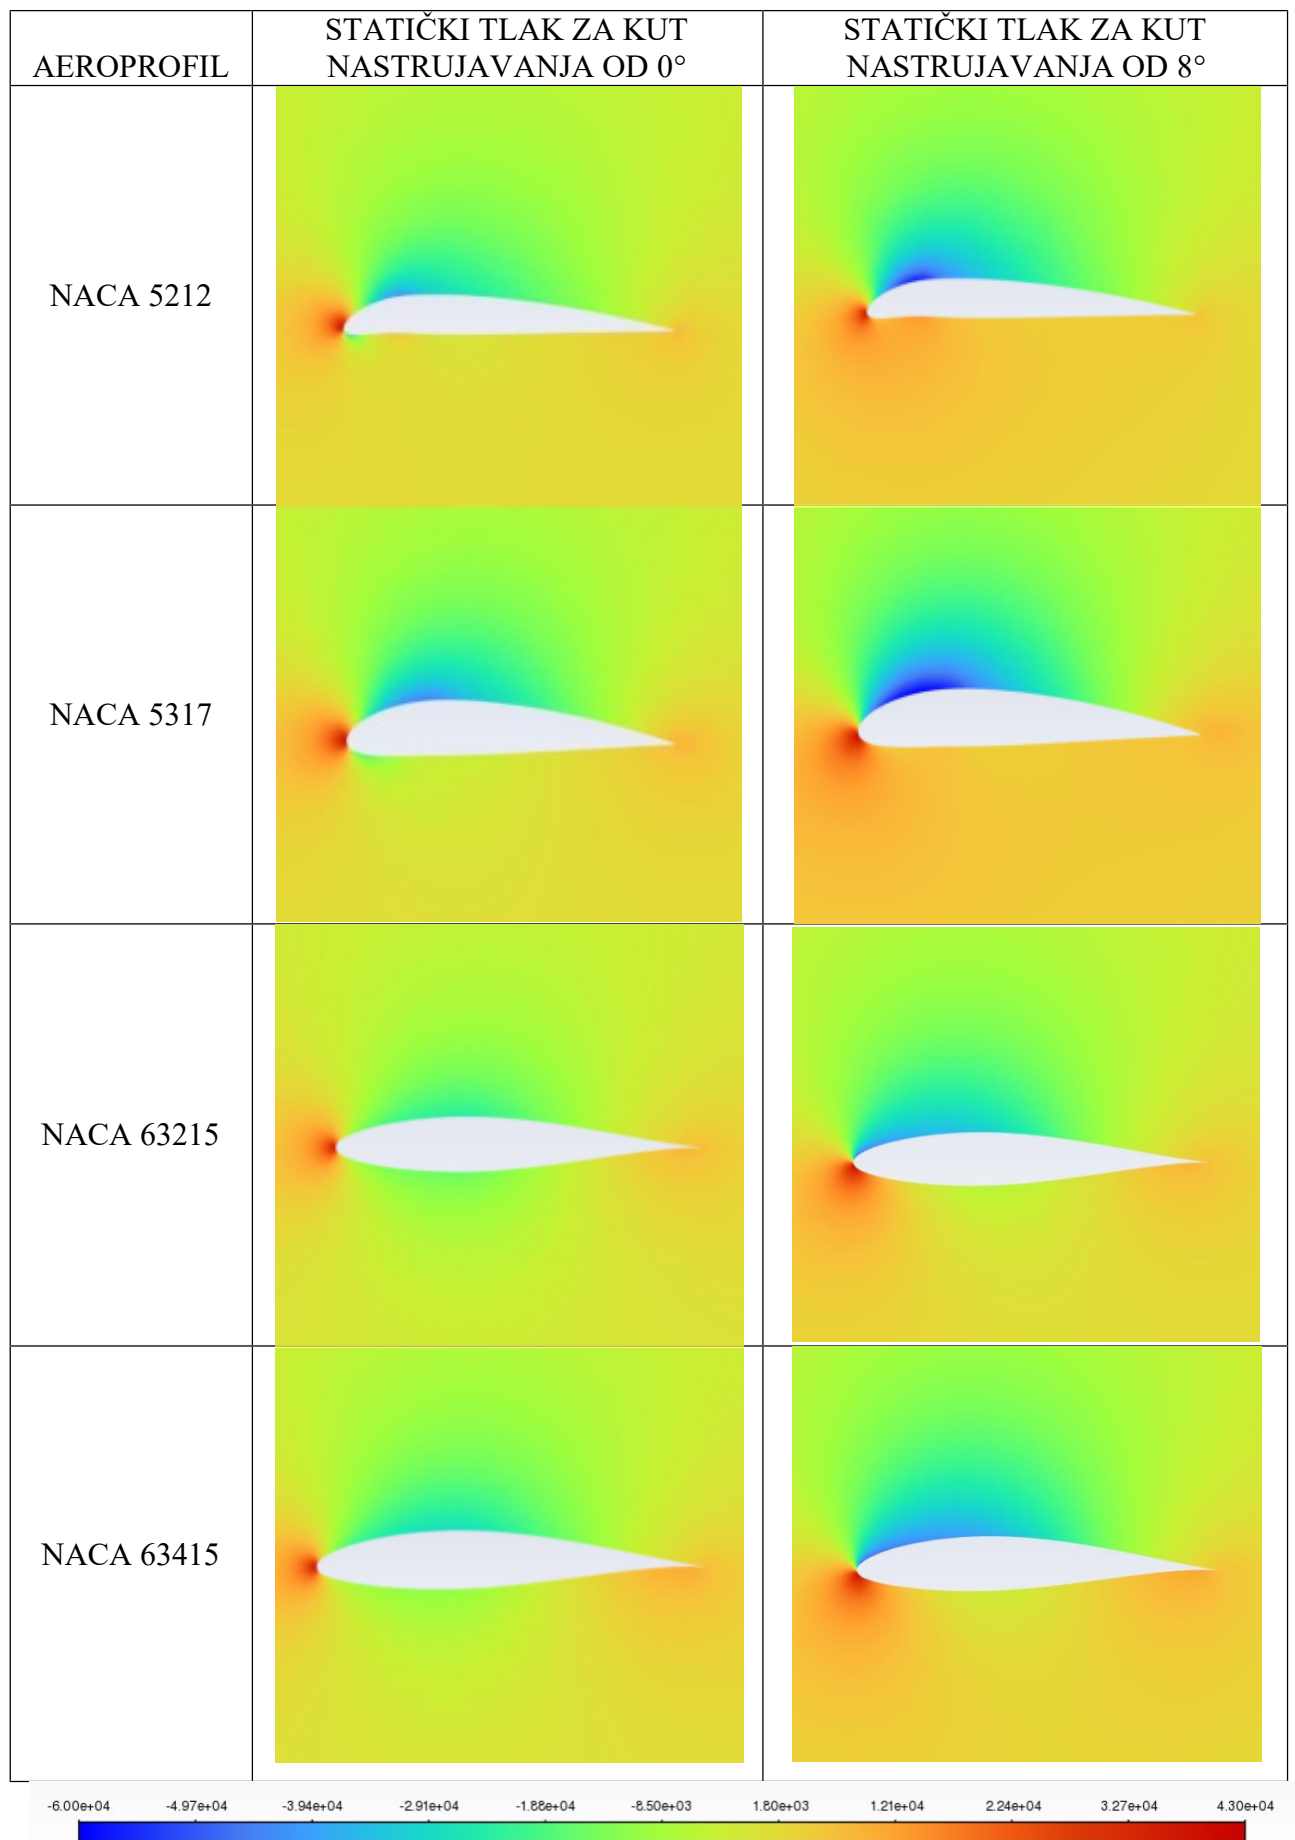 AEROPROFIL
STATIČKI TLAK ZA KUT
NASTRUJAVANJA OD 0°
STATIČKI TLAK ZA KUT
NASTRUJAVANJA OD 8°
NACA 5212
NACA 5317
NACA 63215
NACA 63415
-6.00e+04 -4.97e+04 -3.94e+04 -2.91e+04 -1.88e+04 -8.50e+03 1.80e+03 1.21e+04 2.24e+04 3.27e+04 4.30e+04